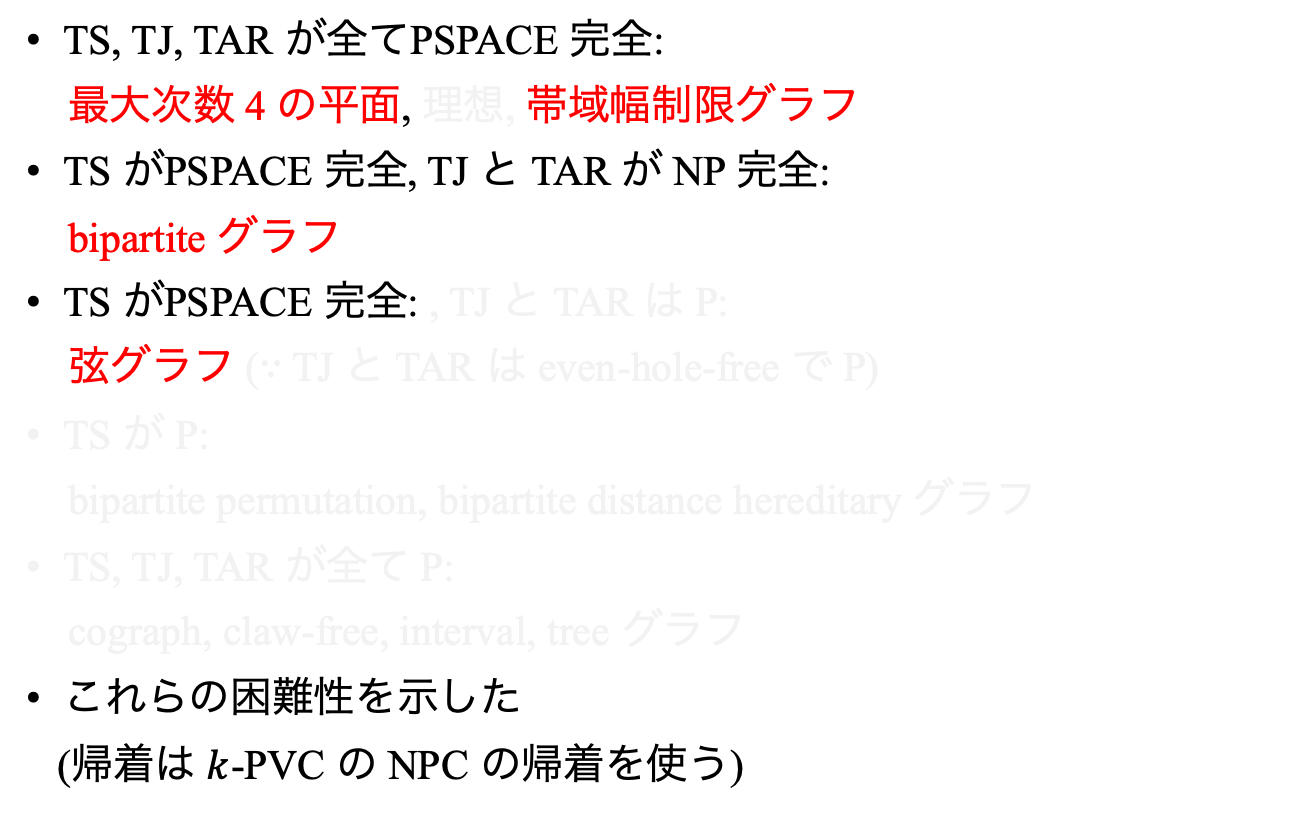 • TS, TJ, TAR が全てPSPACE 完全:
最大次数 4 の平面, 理想, 帯域幅制限グラフ
• TS がPSPACE 完全, TJ と TAR が NP 完全:
bipartite グラフ
• TS がPSPACE 完全: , TJ と TAR は P:
弦グラフ (∵ TJ と TAR は even-hole-free で P)
• TS が P:
bipartite permutation, bipartite distance hereditary グラフ
• TS, TJ, TAR が全て P:
cograph, claw-free, interval, tree グラフ
• これらの困難性を示した
(帰着は k-PVC の NPC の帰着を使う)